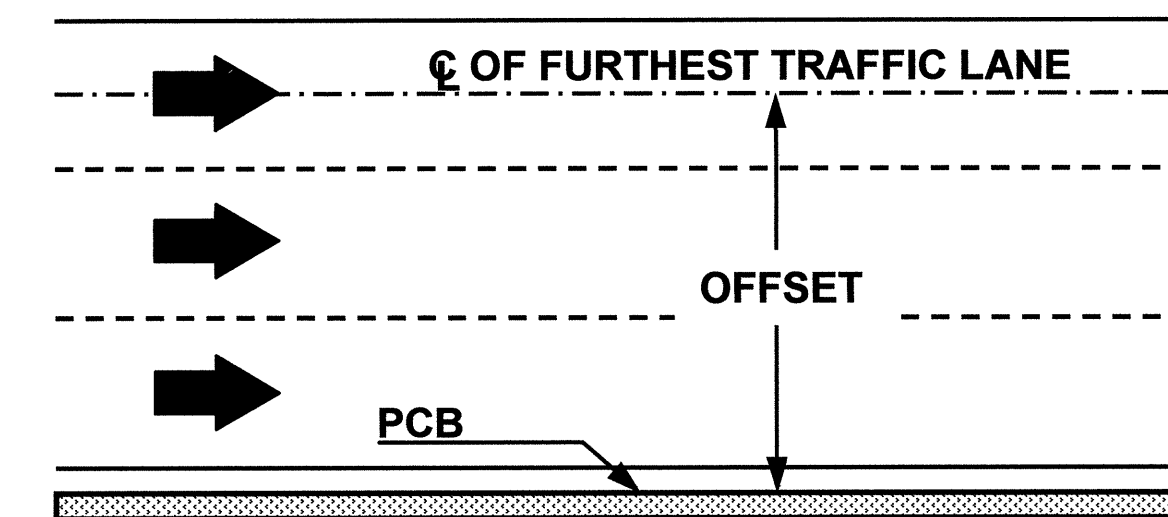 ℄ OF FURTHEST TRAFFIC LANE
OFFSET
PCB